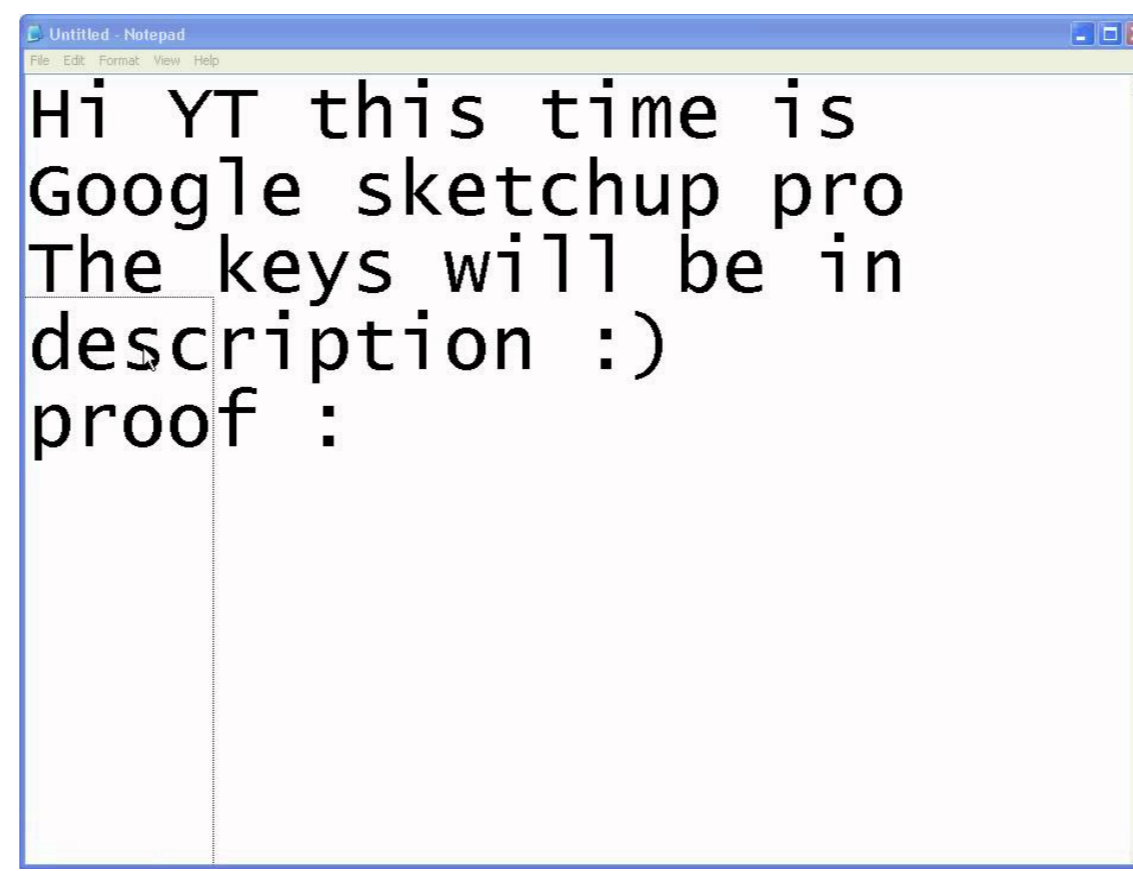 Untitled - Notepad
File Edit Format View Help
Hi YT this time is
Google sketchup pro
The keys will be in
description :)
proof :